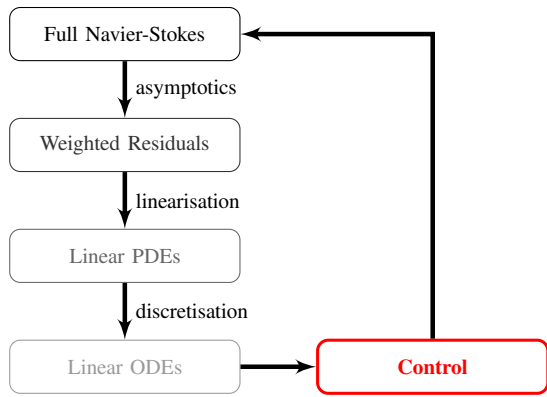 Full Navier-Stokes
asymptotics
Weighted Residuals
linearisation
Linear PDEs
discretisation
Linear ODEs
Control